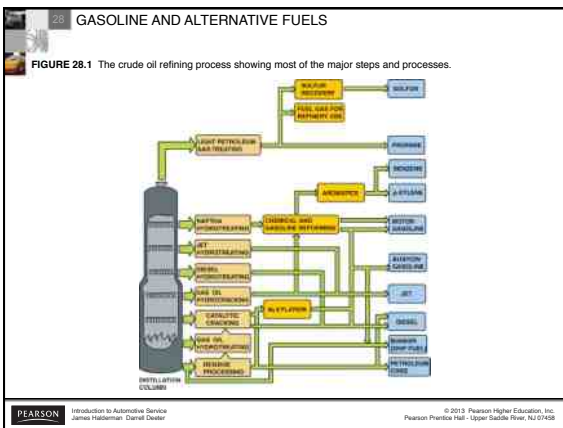 28 GASOLINE AND ALTERNATIVE FUELS
FIGURE 28.1 The crude oil refining process showing most of the major steps and processes.
SULFUR
RECOVERY
SULFUR
FUEL GAS FOR
REFINERY USE
LIGHT PETROLEUM
GAS TREATING
PROPANE
BENZENE
AROMATICS
p-XYLENE
NAPTHA
HYDROTREATING
CHEMICAL AND
GASOLINE REFORMING
MOTOR
GASOLINE
JET
HYDROTREATING
AVIATION
GASOLINE
DIESEL
HYDROTREATING
GAS OIL
HYDROCRACKING
JET
ALKYLATION
CATALYTIC
CRACKING
DIESEL
GAS OIL
HYDROTREATING
BUNKER
(SHIP FUEL)
RESIDUE
PROCESSING
PETROLEUM
COKE
DISTILLATION
COLUMN
PEARSON
Introduction to Automotive Service
James Halderman Darrell Deeter
© 2013 Pearson Higher Education, Inc.
Pearson Prentice Hall - Upper Saddle River, NJ 07458